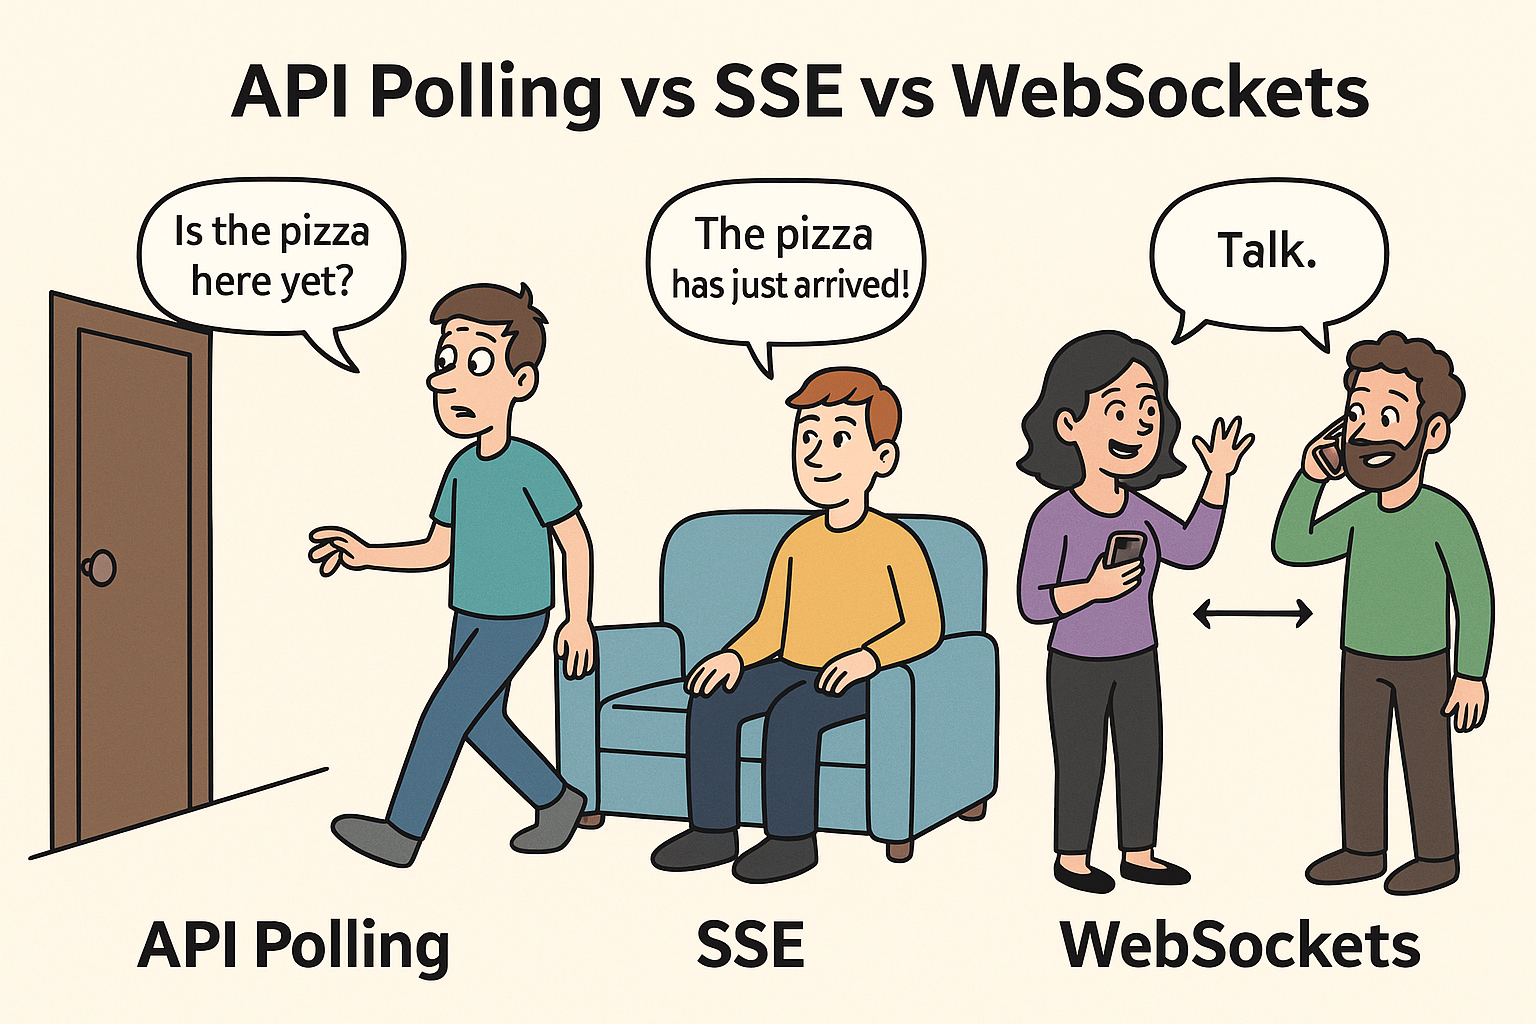 API Polling vs SSE vs WebSockets
Is the pizza
here yet?
The pizza
has just arrived!
Talk.
API Polling
SSE
WebSockets